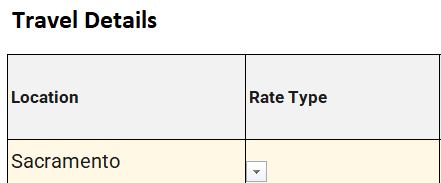 Travel Details
Location Rate Type
Sacramento